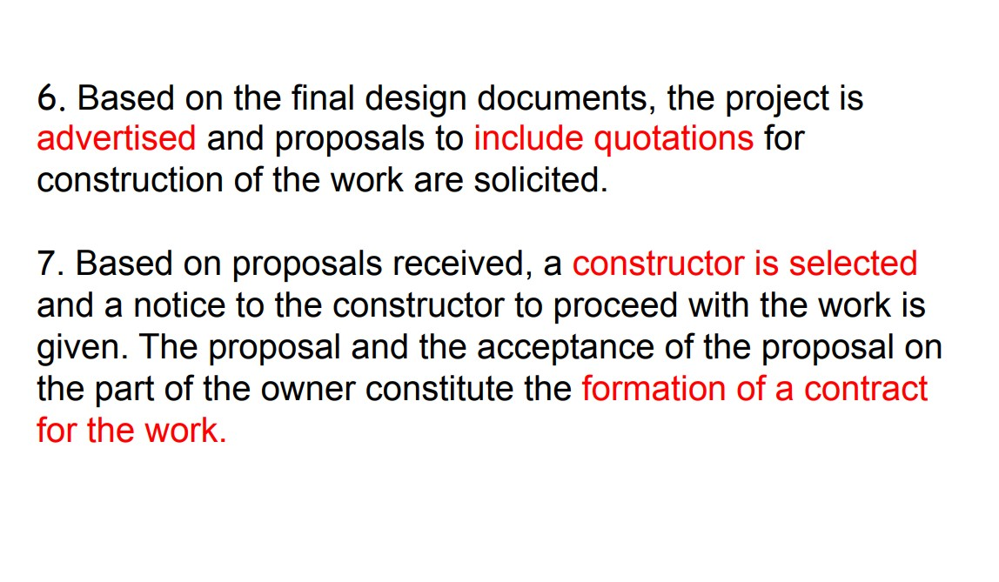 6. Based on the final design documents, the project is
advertised and proposals to include quotations for
construction of the work are solicited.
7. Based on proposals received, a constructor is selected
and a notice to the constructor to proceed with the work is
given. The proposal and the acceptance of the proposal on
the part of the owner constitute the formation of a contract
for the work.